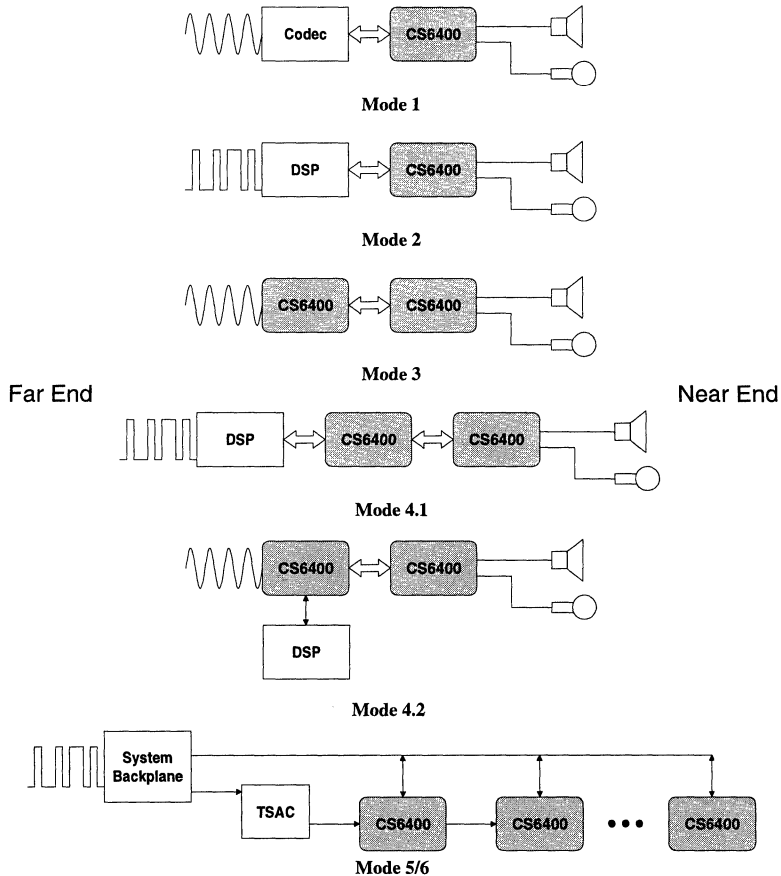 Codec
CS6400
Mode 1
DSP
CS6400
Mode 2
CS6400
CS6400
Mode 3
Far End
Near End
DSP
CS6400
CS6400
Mode 4.1
CS6400
CS6400
DSP
Mode 4.2
System
Backplane
TSAC
CS6400
CS6400
CS6400
Mode 5/6